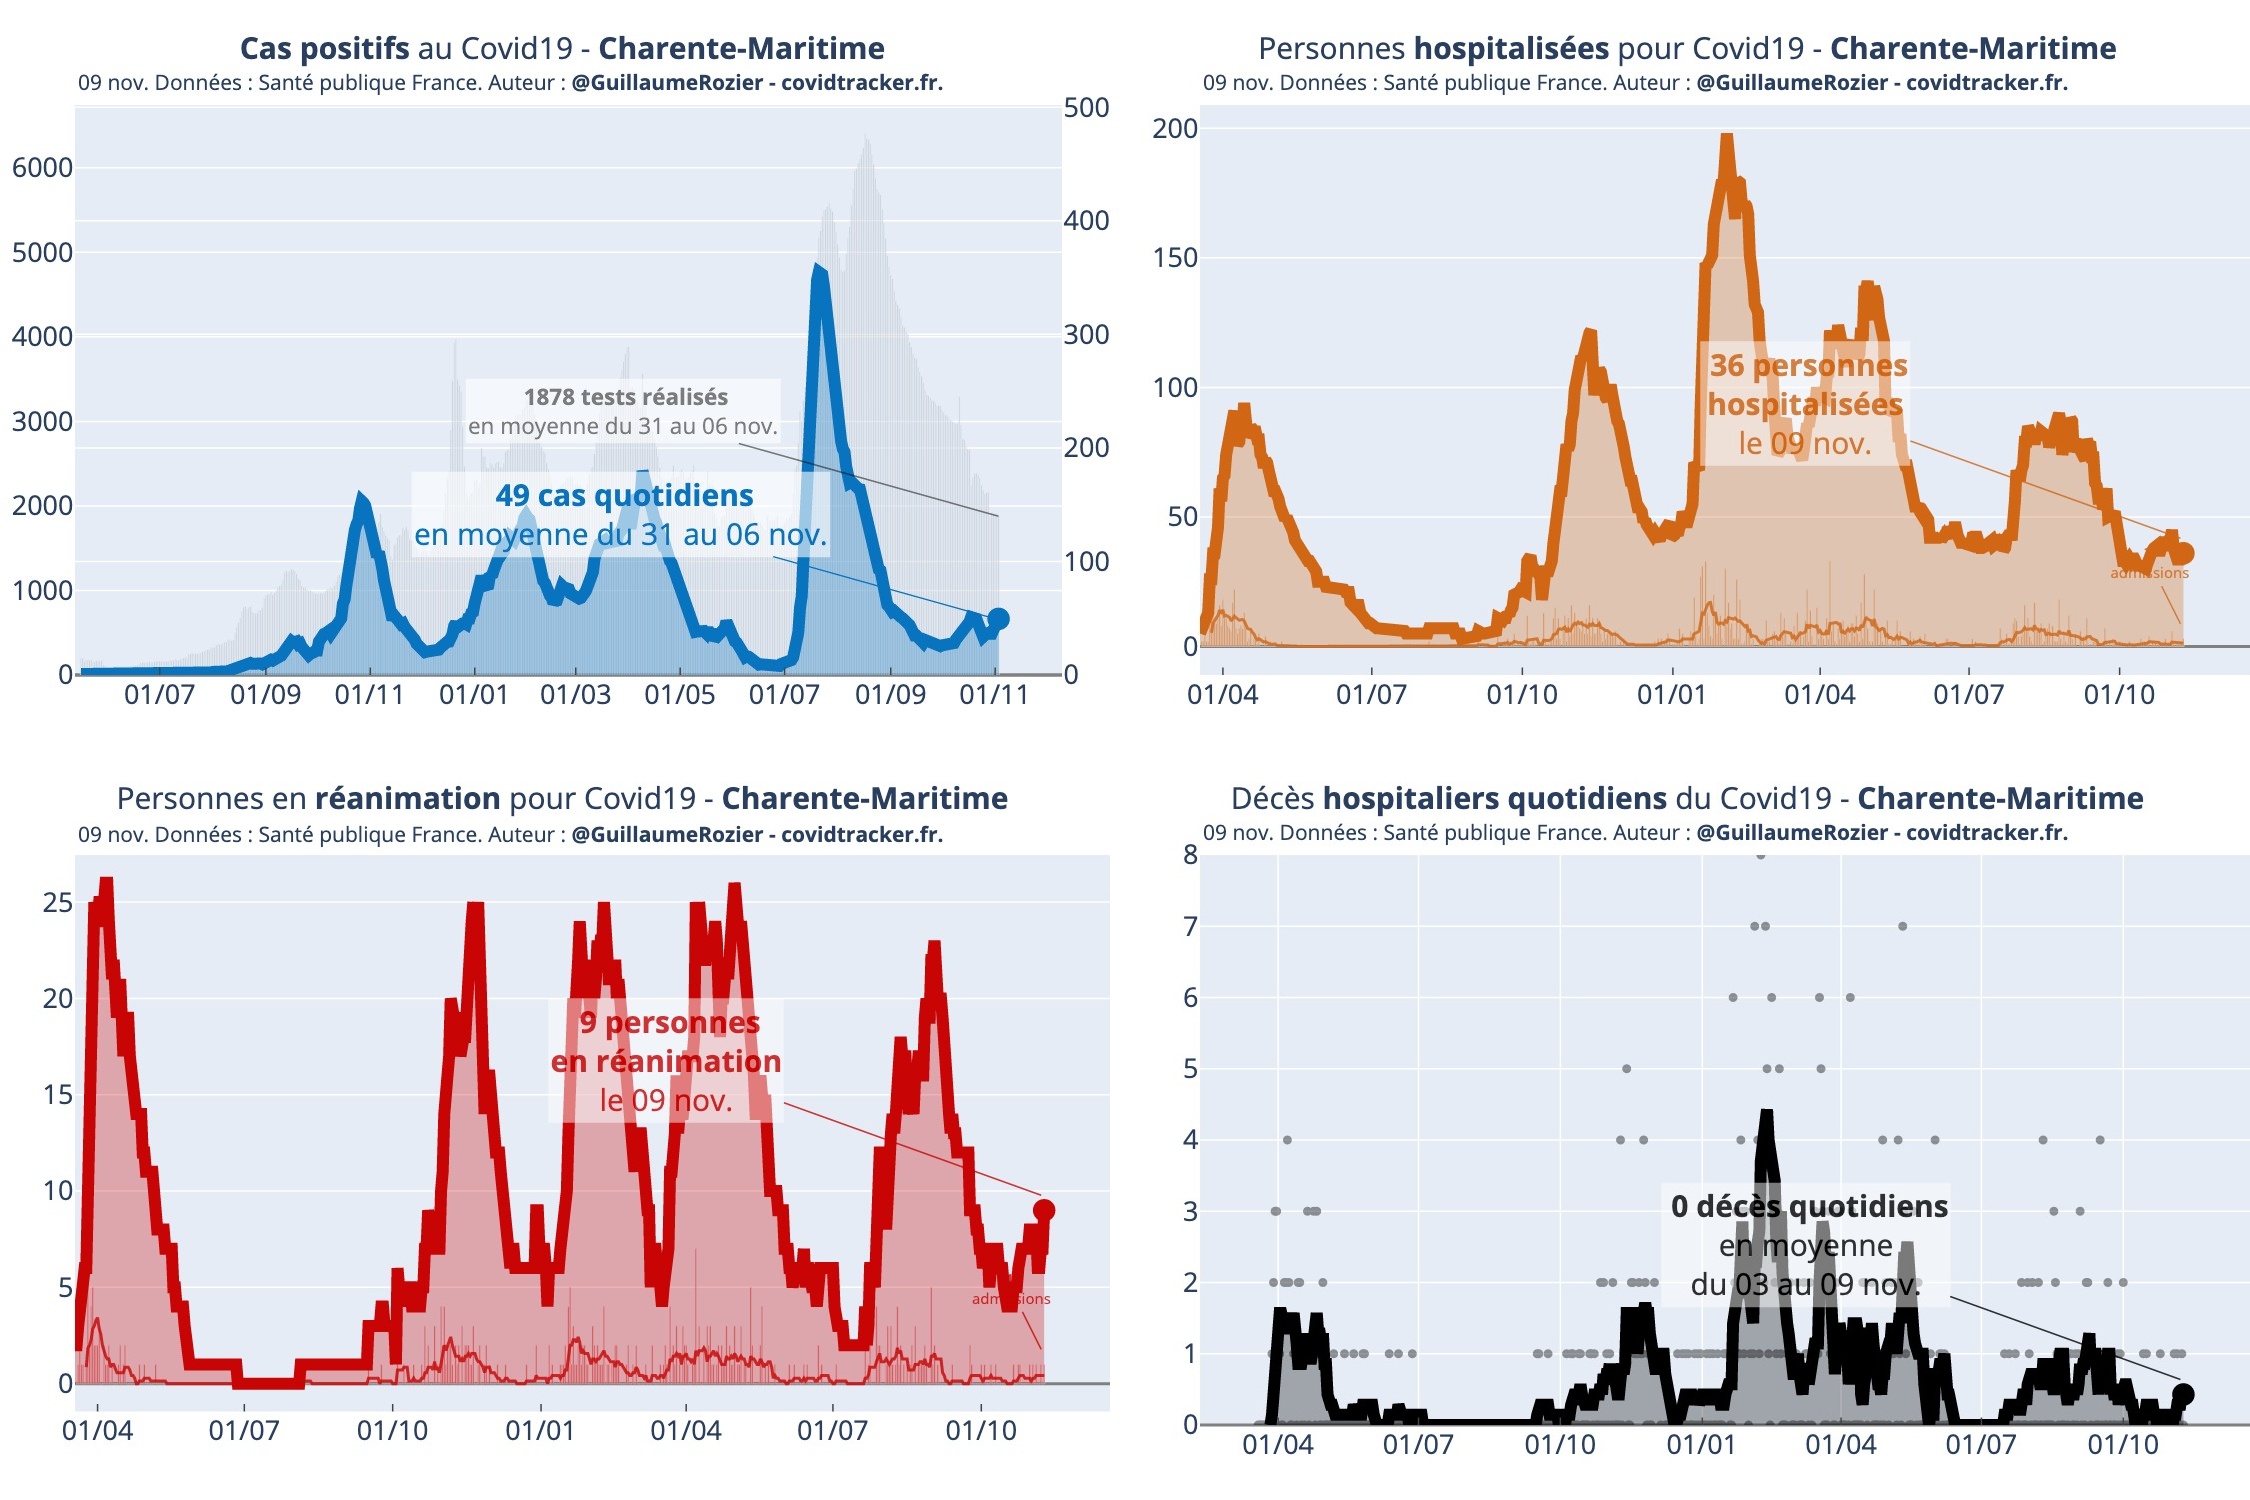 Cas positifs au Covid19 - Charente-Maritime
09 nov. Données : Santé publique France. Auteur : @GuillaumeRozier - covidtracker.fr.
500
6000
400
5000
4000
300
1878 tests réalisés
en moyenne du 31 au 06 nov.
3000
200
49 cas quotidiens
en moyenne du 31 au 06 nov.
2000
1000
100
0
0
01/07 01/09 01/11 01/01 01/03 01/05 01/07 01/09 01/11
Personnes hospitalisées pour Covid19 - Charente-Maritime
09 nov. Données : Santé publique France. Auteur : @GuillaumeRozier - covidtracker.fr.
200
150
100
36 personnes
hospitalisées
le 09 nov.
50
admissions
0
01/04 01/07 01/10 01/01 01/04 01/07 01/10
Personnes en réanimation pour Covid19 - Charente-Maritime
09 nov. Données : Santé publique France. Auteur : @GuillaumeRozier - covidtracker.fr.
25
20
9 personnes
en réanimation
le 09 nov.
15
10
5
admissions
0
01/04 01/07 01/10 01/01 01/04 01/07 01/10
Décès hospitaliers quotidiens du Covid19 - Charente-Maritime
09 nov. Données : Santé publique France. Auteur : @GuillaumeRozier - covidtracker.fr.
8
7
6
5
4
3
0 décès quotidiens
en moyenne
du 03 au 09 nov.
2
1
0
01/04 01/07 01/10 01/01 01/04 01/07 01/10